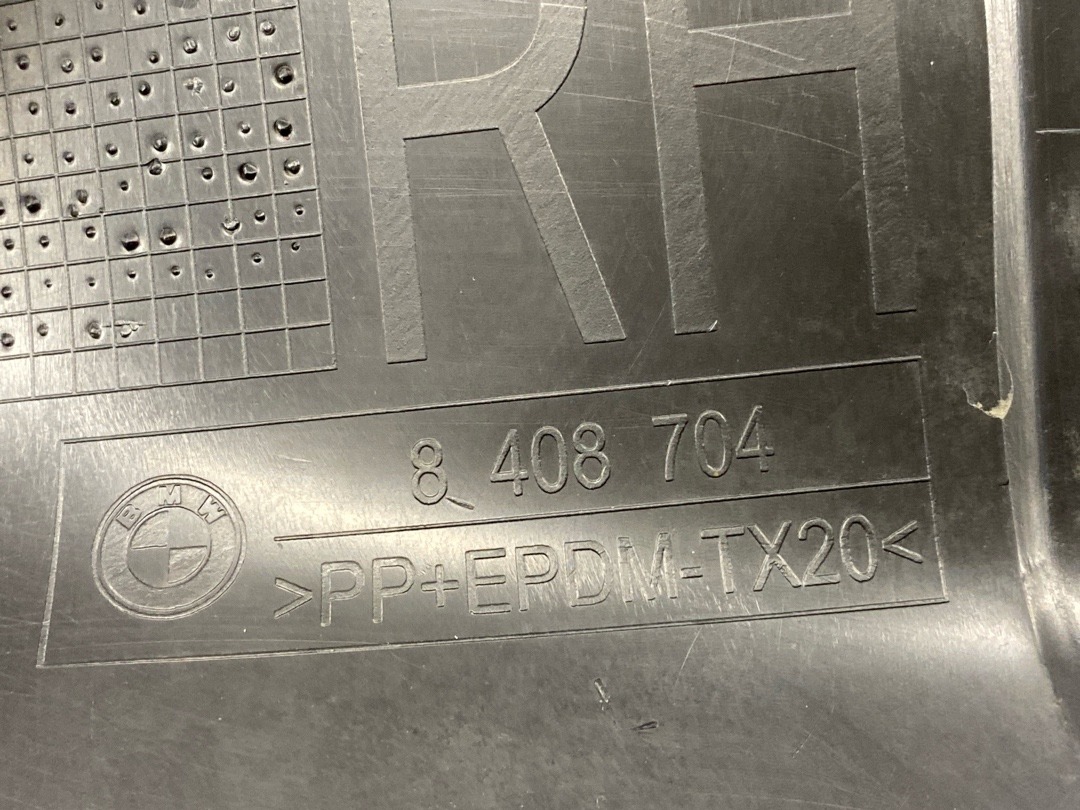 RH
8 408 704
BMW
>PP+EPDM-TX20<